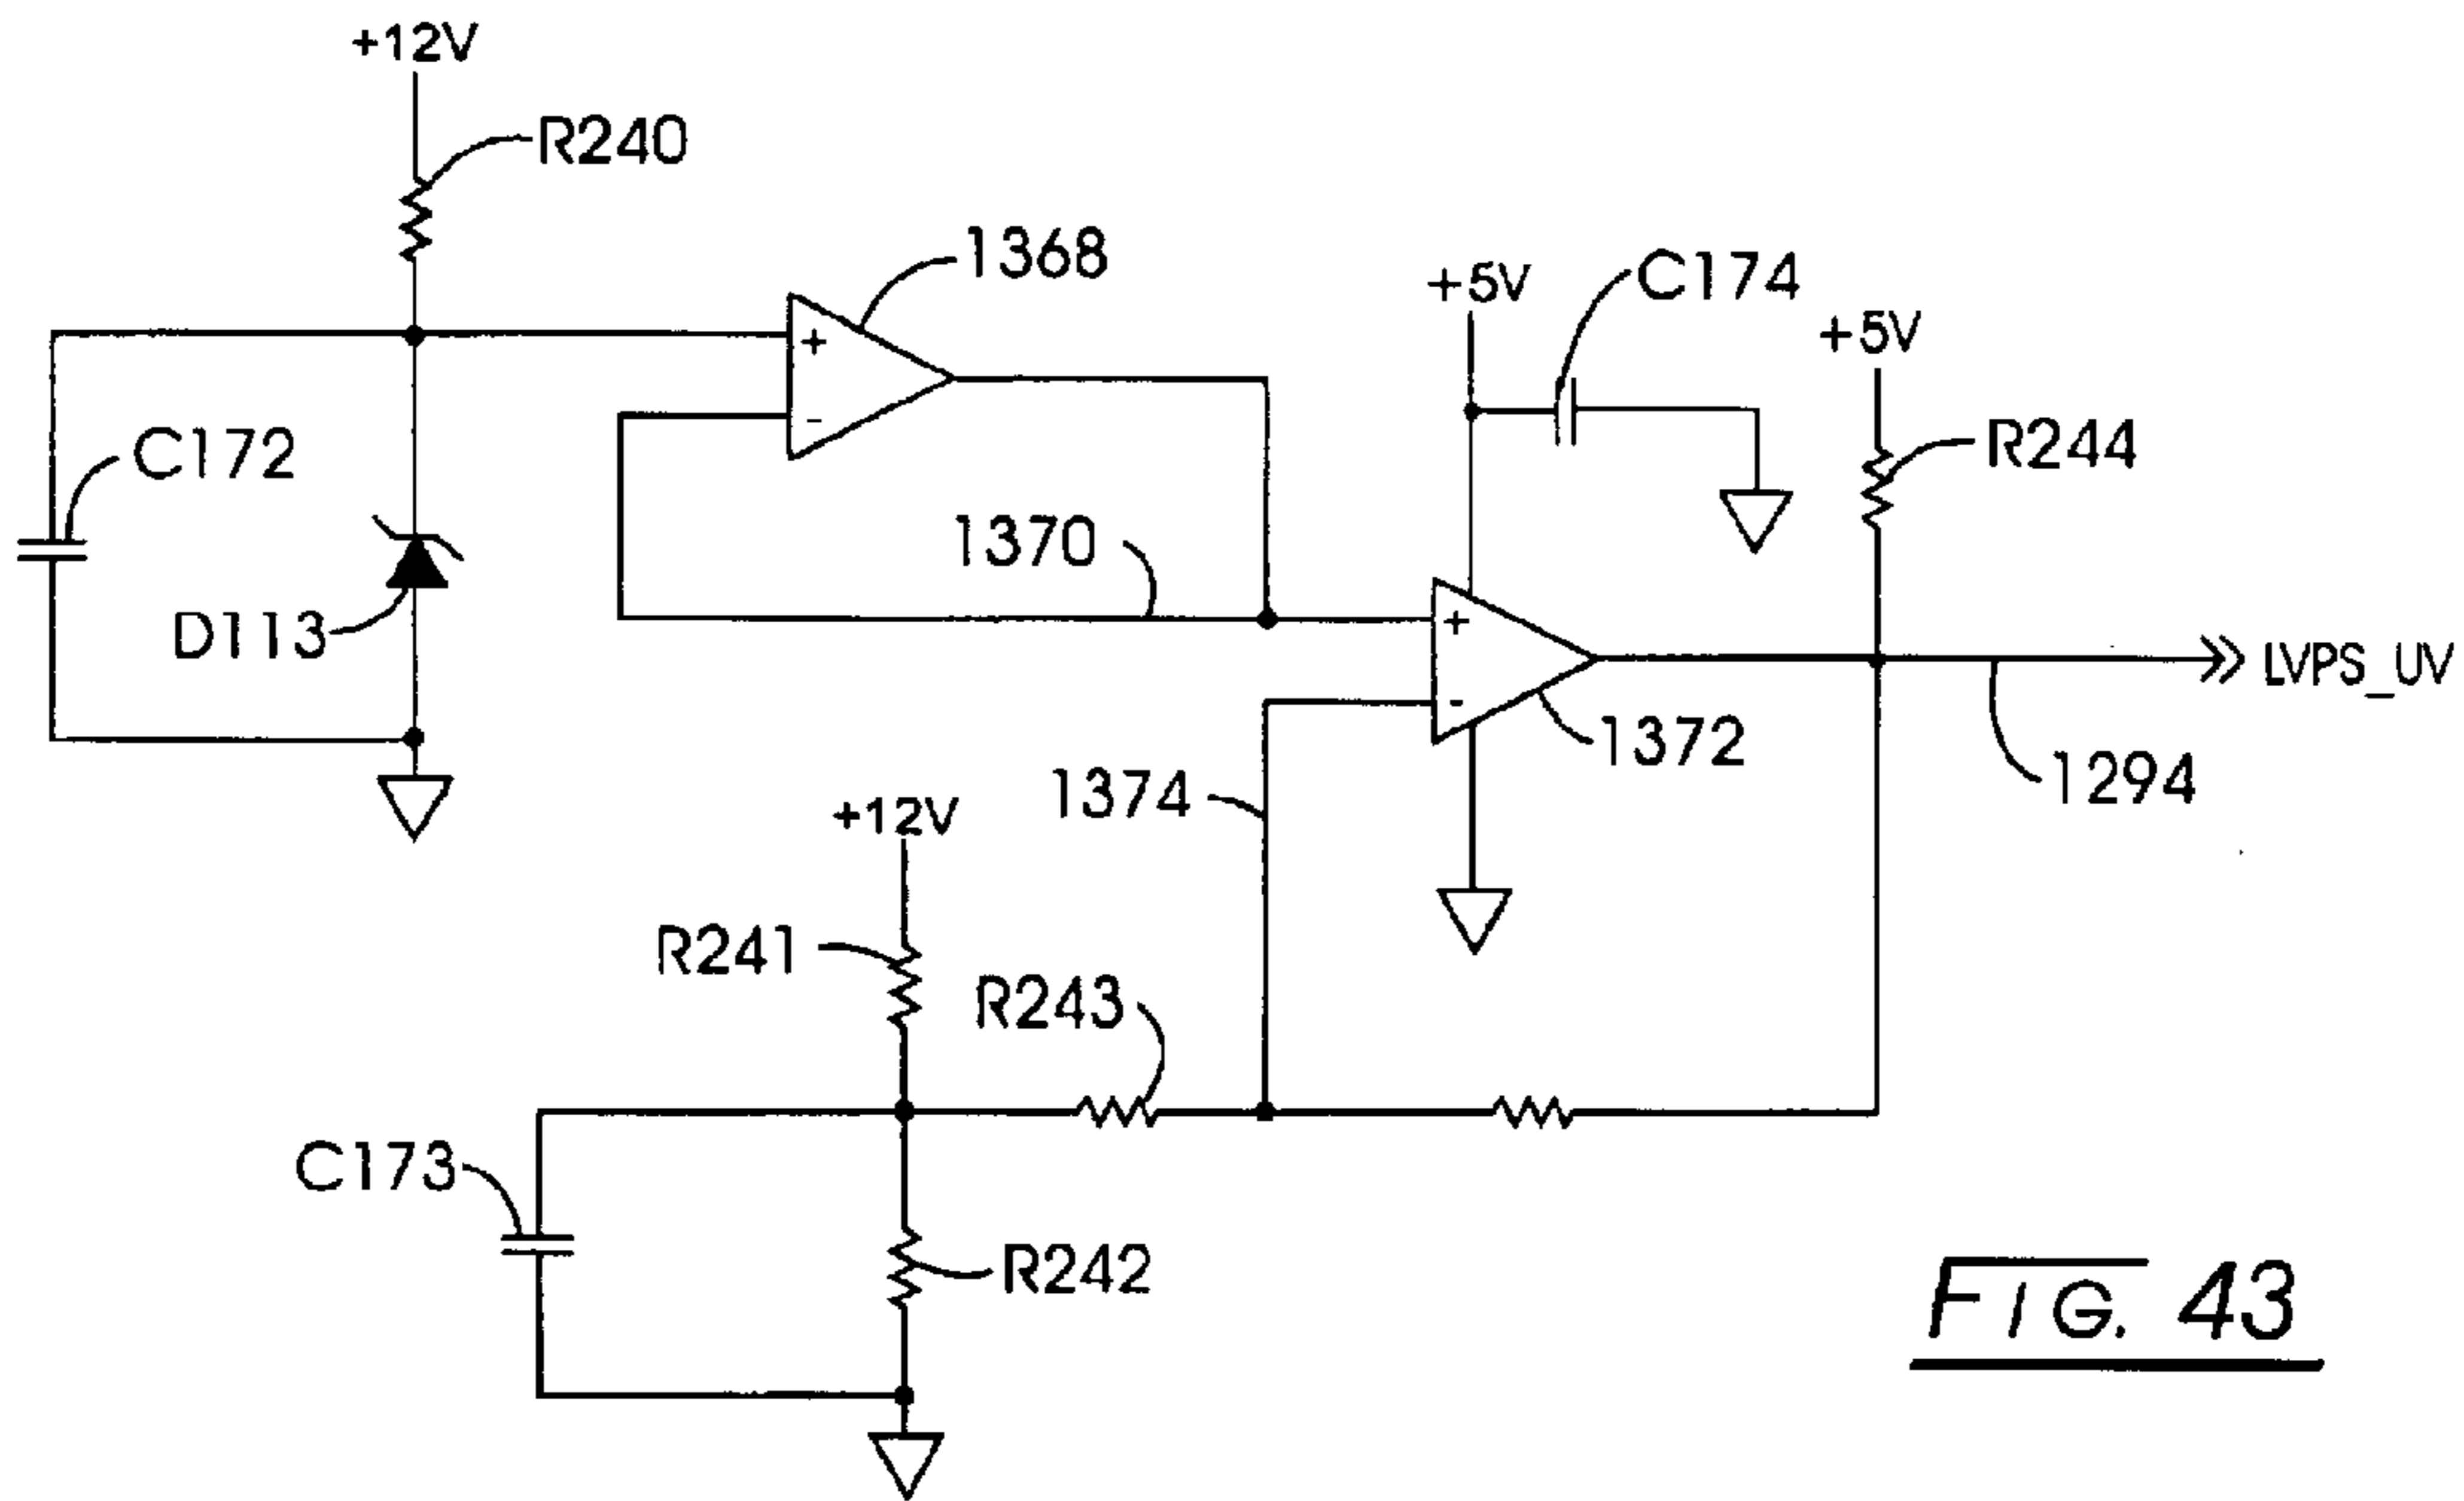 +12V
R240
1368
+
-
C172
D113
1370
+5V
C174
+5V
R244
+
-
1372
LVPS_UV
1294
1374
+12V
R241
R243
C173
R242
FIG. 43